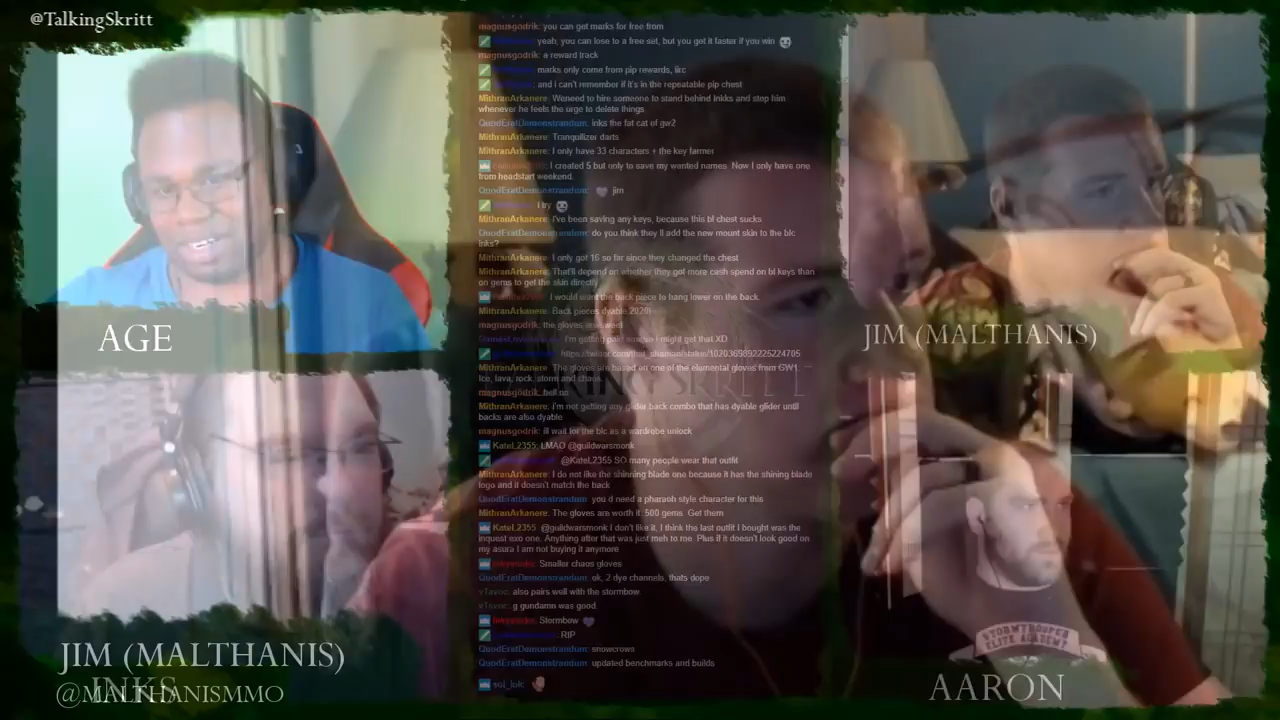 @TalkingSkritt
magnusgodrik: you can get marks for free from
yeah, you can lose to a free set, but you get it faster if you win
magnusgodrik: a reward track
marks only come from pip rewards, iirc
and i can't remember if it's in the repeatable pip chest
MithranArkanere: Weneed to hire someone to stand behind Inkks and stop him
whenever he feels the urge to delete things.
QuodEratDemonstrandum: inks the fat cat of gw2
MithranArkanere: Tranquilizer darts
MithranArkanere: I only have 33 characters + the key farmer
I created 5 but only to save my wanted names. Now I only have one
from headstart weekend.
QuodEratDemonstrandum: jim
I try
MithranArkanere: I've been saving any keys, because this bl chest sucks
QuodEratDemonstrandum: do you think they ll add the new mount skin to the blc
inks?
MithranArkanere: I only got 16 so far since they changed the chest
MithranArkanere: That'll depend on whether they got more cash spend on bl keys than
on gems to get the skin directly
I would want the back piece to hang lower on the back.
MithranArkanere: Back pieces dyable 2020!
magnusgodrik: the gloves
i'm getting paid so I might get that XD
MithranArkanere: The gloves are based on one of the elemental gloves from GW1.
Ice, lava, rock, storm and chaos.
magnusgodrik: hell no
MithranArkanere: i'm not getting any glider back combo that has dyable glider until
backs are also dyable.
magnusgodrik: ill wait for the blc as a wardrobe unlock
KateL2355: LMAO @guildwarsmonk
@KateL2355 SO many people wear that outfit
MithranArkanere: I do not like the shinning blade one because it has the shining blade
logo and it doesn't match the back
QuodEratDemonstrandum: you d need a pharaoh style character for this
MithranArkanere: The gloves are worth it. 500 gems. Get them
KateL2355: @guildwarsmonk I don't like it, I think the last outfit I bought was the
inquest exo one. Anything after that was just meh to me. Plus if it doesn't look good on
my asura I am not buying it anymore
Smaller chaos gloves
QuodEratDemonstrandum: ok, 2 dye channels, thats dope
also pairs well with the stormbow.
g gundamn was good.
Stormbow
RIP
QuodEratDemonstrandum: snowcrows
QuodEratDemonstrandum: updated benchmarks and builds
AGE
JIM (MALTHANIS)
JIM (MALTHANIS)
INKS
@MALTHANISMMO
STORMTROOPER
ELITE ACADEMY
AARON